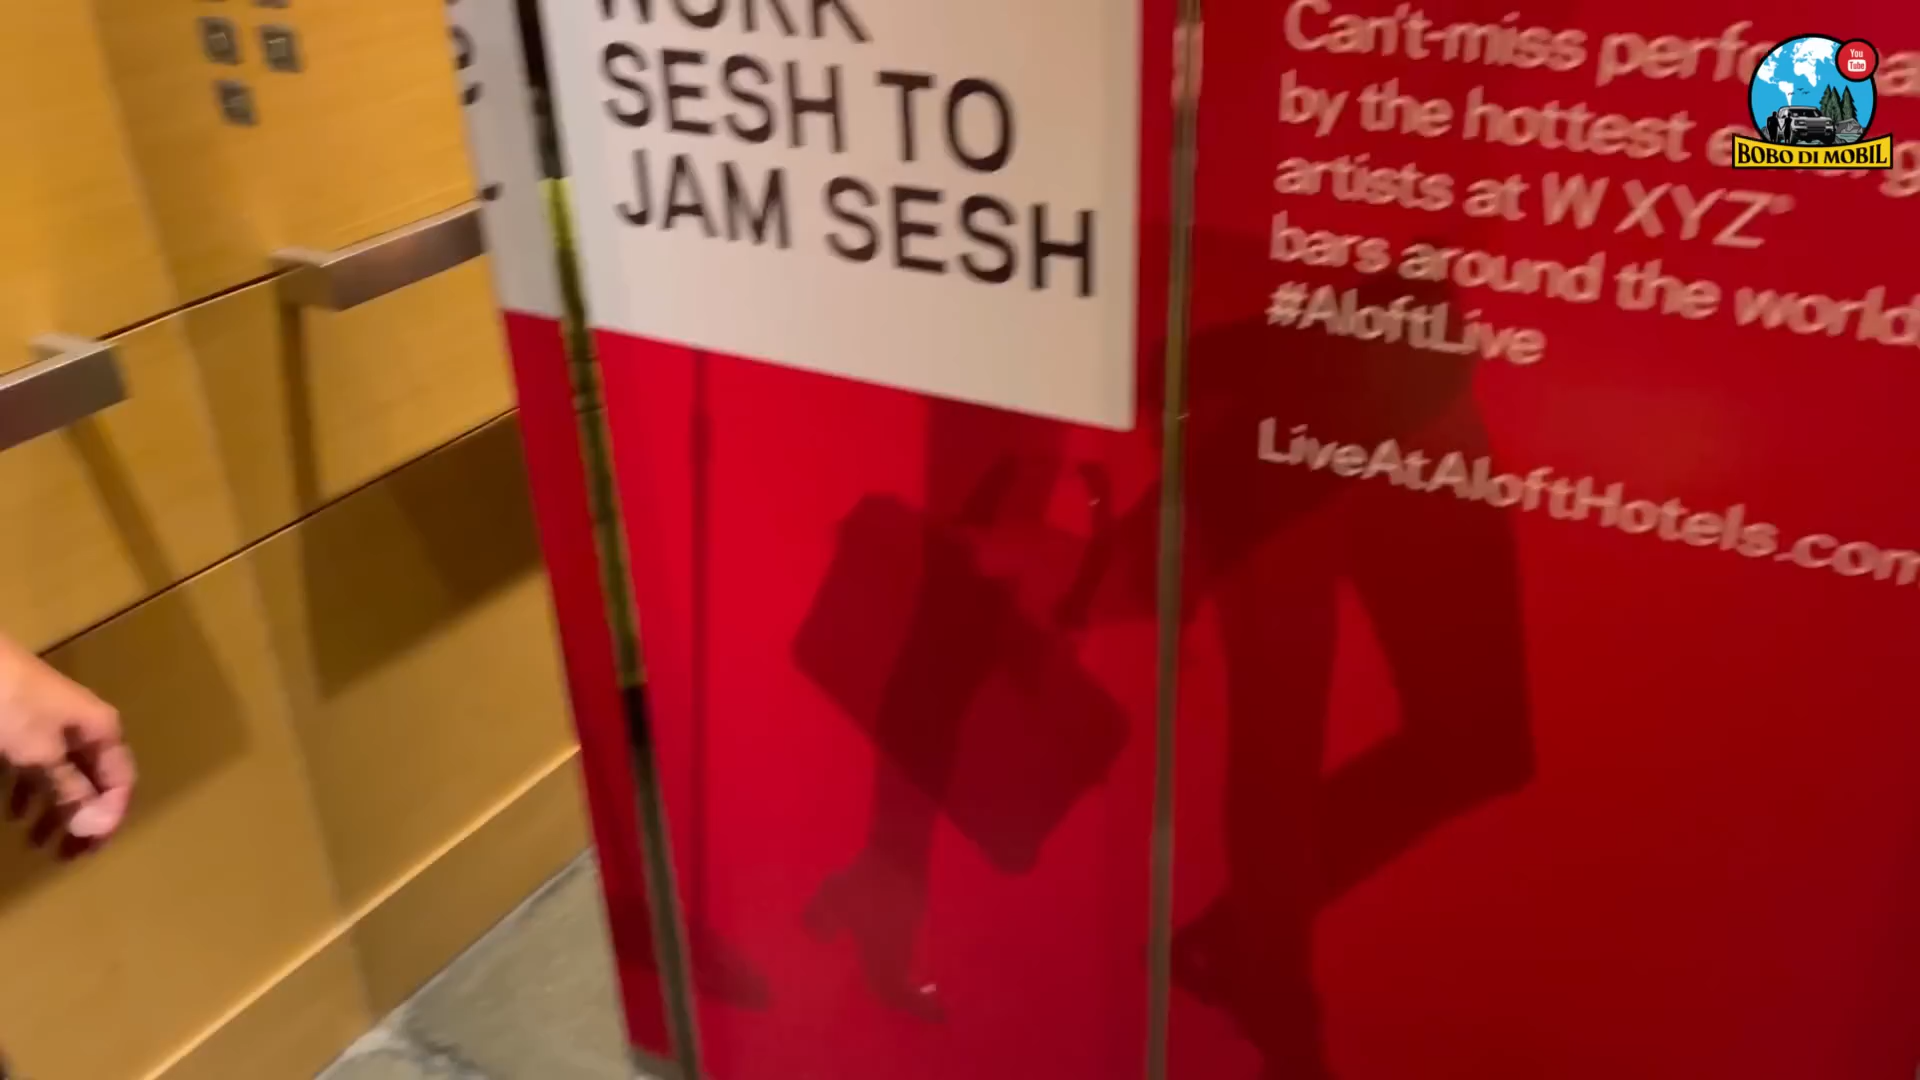 WORK
SESH TO
JAM SESH
Can't-miss
by the hottest
artists at W XYZ®
bars around the world
#AloftLive
LiveAtAloftHotels.com
You
Tube
BOBO DI MOBIL